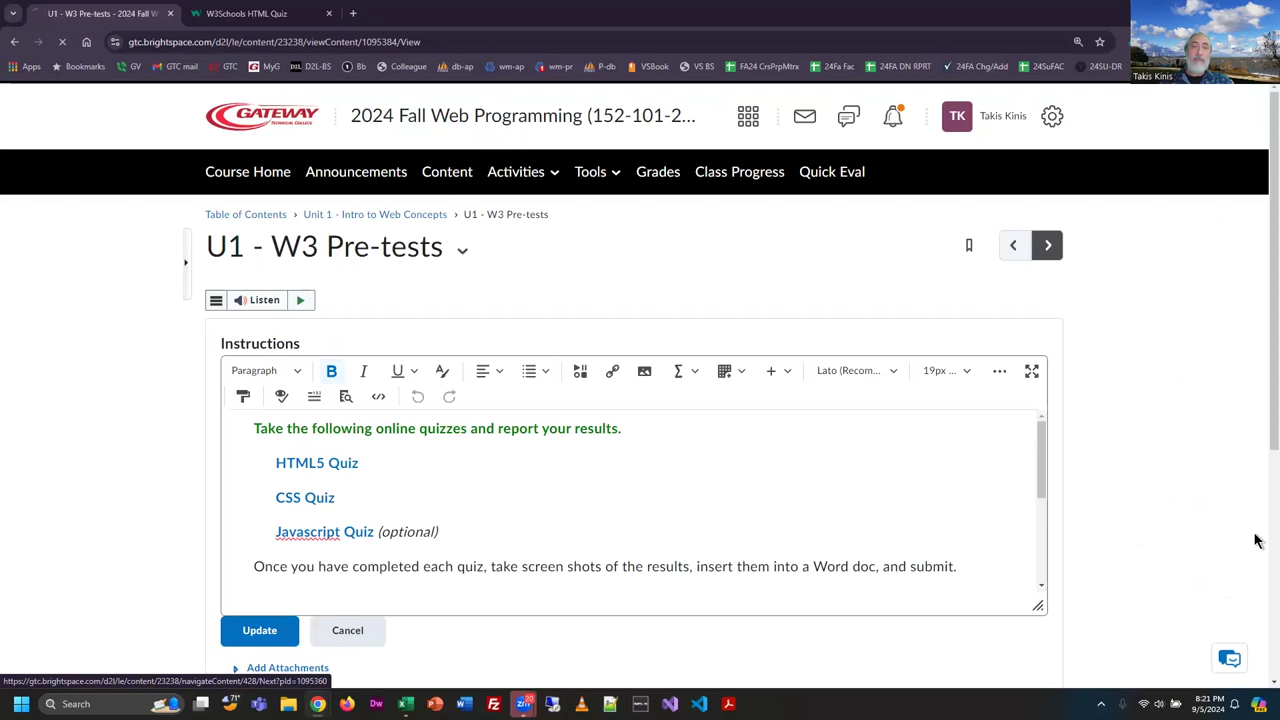 U1 - W3 Pre-tests - 2024 Fall W
W3Schools HTML Quiz
gtc.brightspace.com/d2l/le/content/23238/viewContent/1095384/View
Apps
Bookmarks
GV
GTC mail
GTC
MyG
D2L-BS
Bb
Colleague
wm-ap
wm-pr
P-db
VSBook
VS BS
FA24 CrsPrpMtrx
24Fa Fac
24FA DN RPRT
24FA Chg/Add
24SuFAC
24SU-DR
Takis Kinis
GATEWAY
TECHNICAL COLLEGE
2024 Fall Web Programming (152-101-2...
TK
Takis Kinis
Course Home
Announcements
Content
Activities
Tools
Grades
Class Progress
Quick Eval
Table of Contents › Unit 1 - Intro to Web Concepts › U1 - W3 Pre-tests
U1 - W3 Pre-tests
Listen
Instructions
Paragraph
B
I
U
Lato (Recom...
19px ...
Take the following online quizzes and report your results.
HTML5 Quiz
CSS Quiz
Javascript Quiz (optional)
Once you have completed each quiz, take screen shots of the results, insert them into a Word doc, and submit.
Update
Cancel
Add Attachments
https://gtc.brightspace.com/d2l/le/content/23238/navigateContent/428/Next?pId=1095360
Search
71°
8:21 PM
9/5/2024